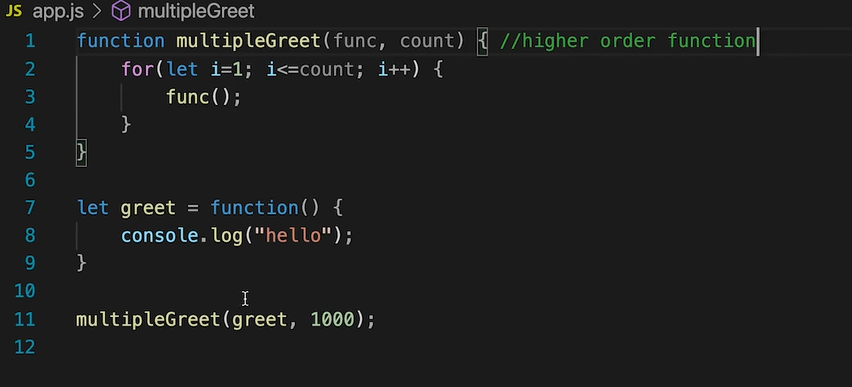 JS app.js > multipleGreet
1 function multipleGreet(func, count) { //higher order function
2 for(let i=1; i<=count; i++) {
3 func();
4 }
5 }
6
7 let greet = function() {
8 console.log("hello");
9 }
10
11 multipleGreet(greet, 1000);
12